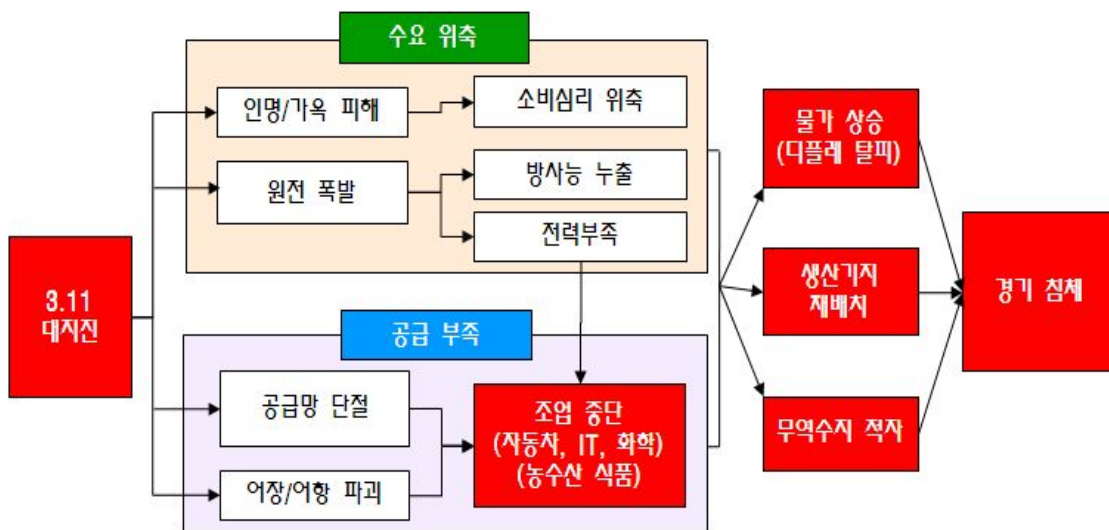 수요 위축
인명/가옥 피해
소비심리 위축
원전 폭발
방사능 누출
전력부족
3.11
대지진
공급 부족
공급망 단절
어장/어항 파괴
조업 중단
(자동차, IT, 화학)
(농수산 식품)
물가 상승
(디플레 탈피)
생산기지
재배치
무역수지 적자
경기 침체